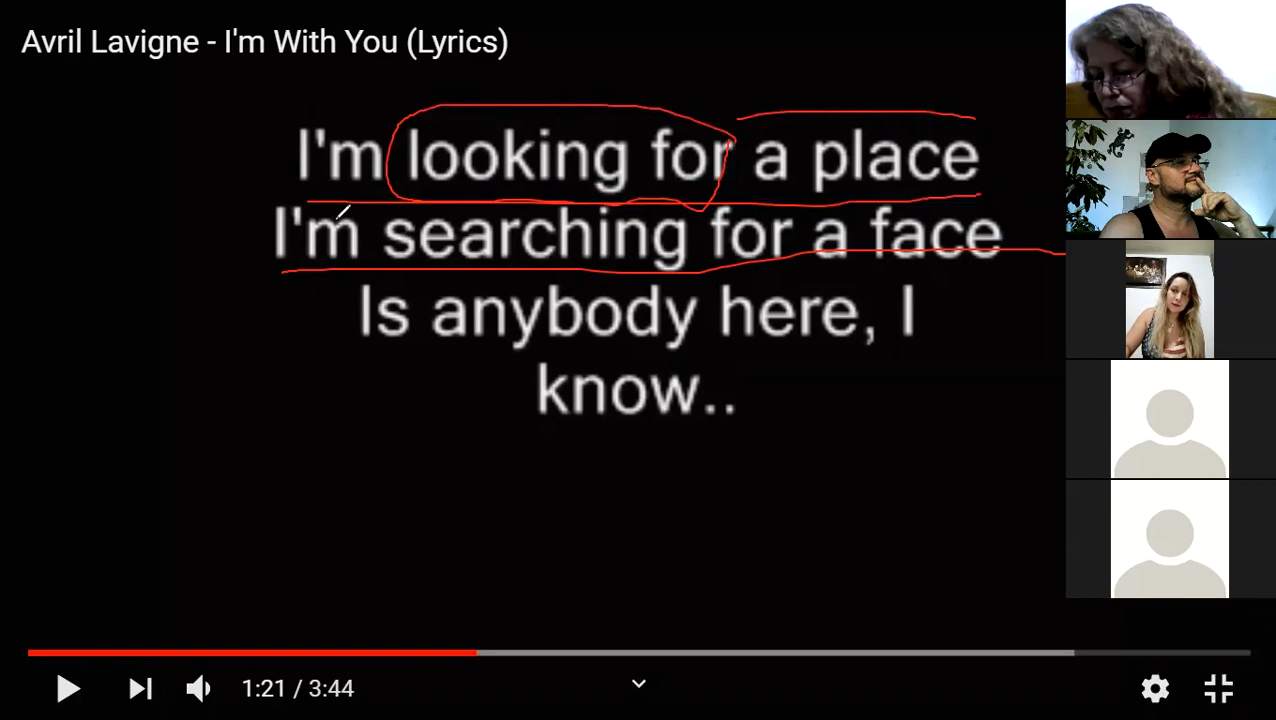 Avril Lavigne - I'm With You (Lyrics)
I'm looking for a place
I'm searching for a face
Is anybody here, I
know..
1:21 / 3:44